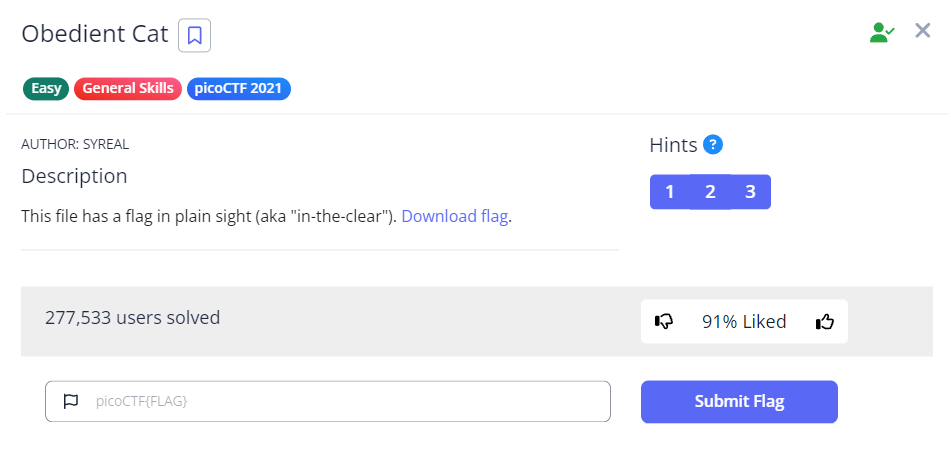 Obedient Cat
Easy General Skills picoCTF 2021
AUTHOR: SYREAL
Description
This file has a flag in plain sight (aka "in-the-clear"). Download flag.
Hints ?
1 2 3
277,533 users solved
91% Liked
picoCTF{FLAG}
Submit Flag